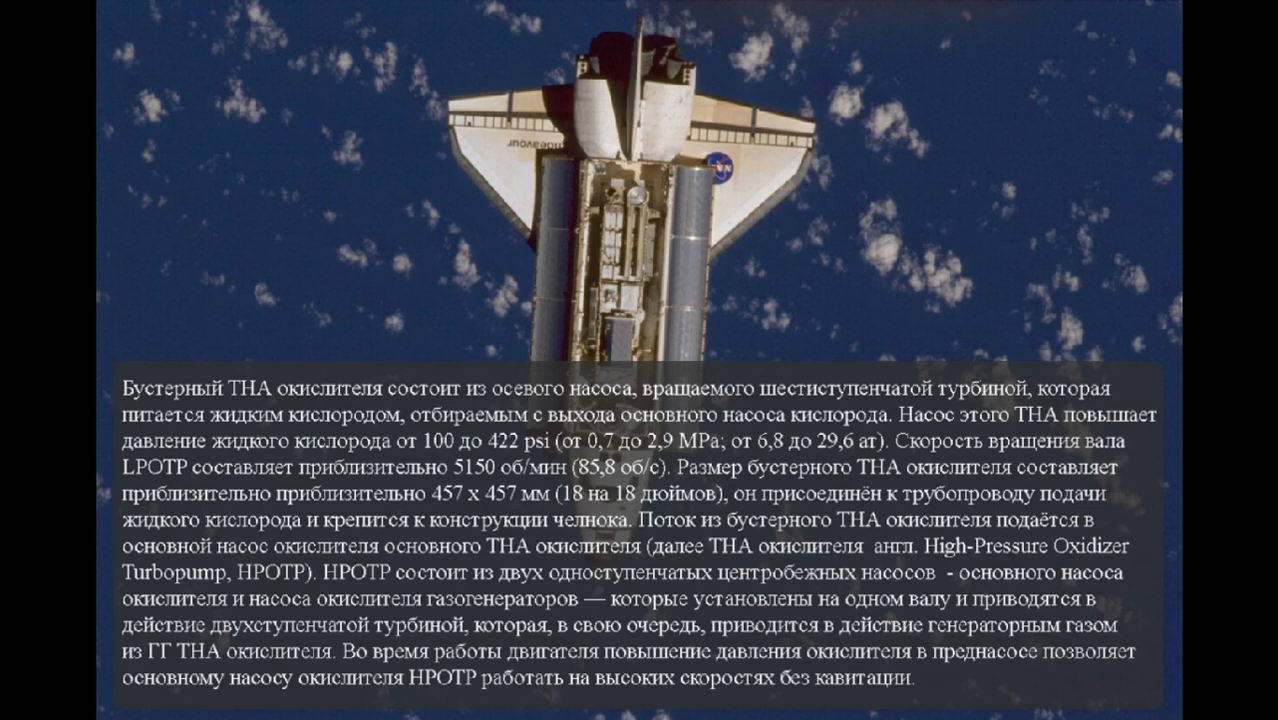 Endeavour
NASA
Бустерный ТНА окислителя состоит из осевого насоса, вращаемого шестиступенчатой турбиной, которая
питается жидким кислородом, отбираемым с выхода основного насоса кислорода. Насос этого ТНА повышает
давление жидкого кислорода от 100 до 422 psi (от 0,7 до 2,9 MPa; от 6,8 до 29,6 ат). Скорость вращения вала
LPOTP составляет приблизительно 5150 об/мин (85,8 об/с). Размер бустерного ТНА окислителя составляет
приблизительно приблизительно 457 x 457 мм (18 на 18 дюймов), он присоединён к трубопроводу подачи
жидкого кислорода и крепится к конструкции челнока. Поток из бустерного ТНА окислителя подаётся в
основной насос окислителя основного ТНА окислителя (далее ТНА окислителя  англ. High-Pressure Oxidizer
Turbopump, HPOTP). HPOTP состоит из двух одноступенчатых центробежных насосов  - основного насоса
окислителя и насоса окислителя газогенераторов — которые установлены на одном валу и приводятся в
действие двухступенчатой турбиной, которая, в свою очередь, приводится в действие генераторным газом
из ГГ ТНА окислителя. Во время работы двигателя повышение давления окислителя в преднасосе позволяет
основному насосу окислителя HPOTP работать на высоких скоростях без кавитации.